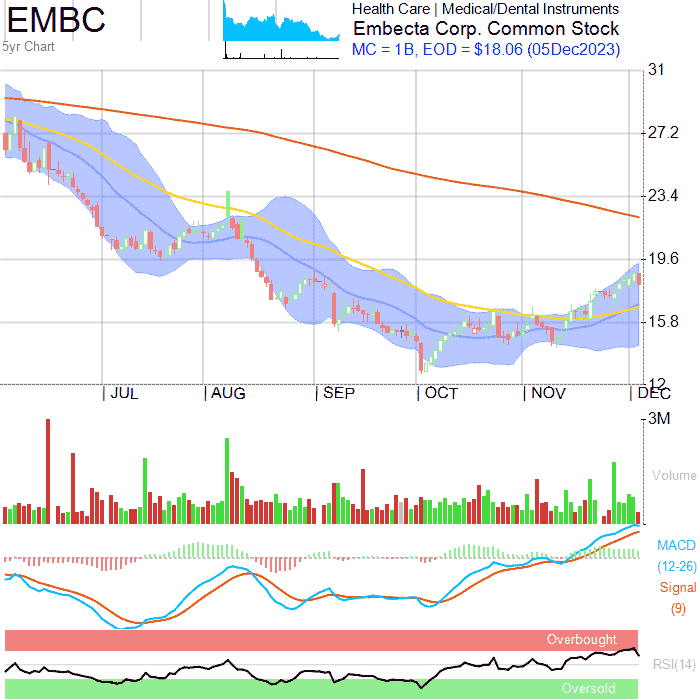 EMBC
5yr Chart
Health Care | Medical/Dental Instruments
Embecta Corp. Common Stock
MC = 1B, EOD = $18.06 (05Dec2023)
31
27.2
23.4
19.6
15.8
12
JUL
AUG
SEP
OCT
NOV
DEC
3M
Volume
MACD
(12-26)
Signal
(9)
Overbought
RSI(14)
Oversold